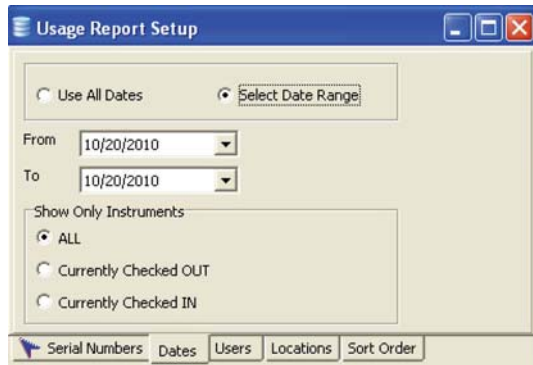 Usage Report Setup
Use All Dates Select Date Range
From 10/20/2010
To 10/20/2010
Show Only Instruments
ALL
Currently Checked OUT
Currently Checked IN
Serial Numbers Dates Users Locations Sort Order